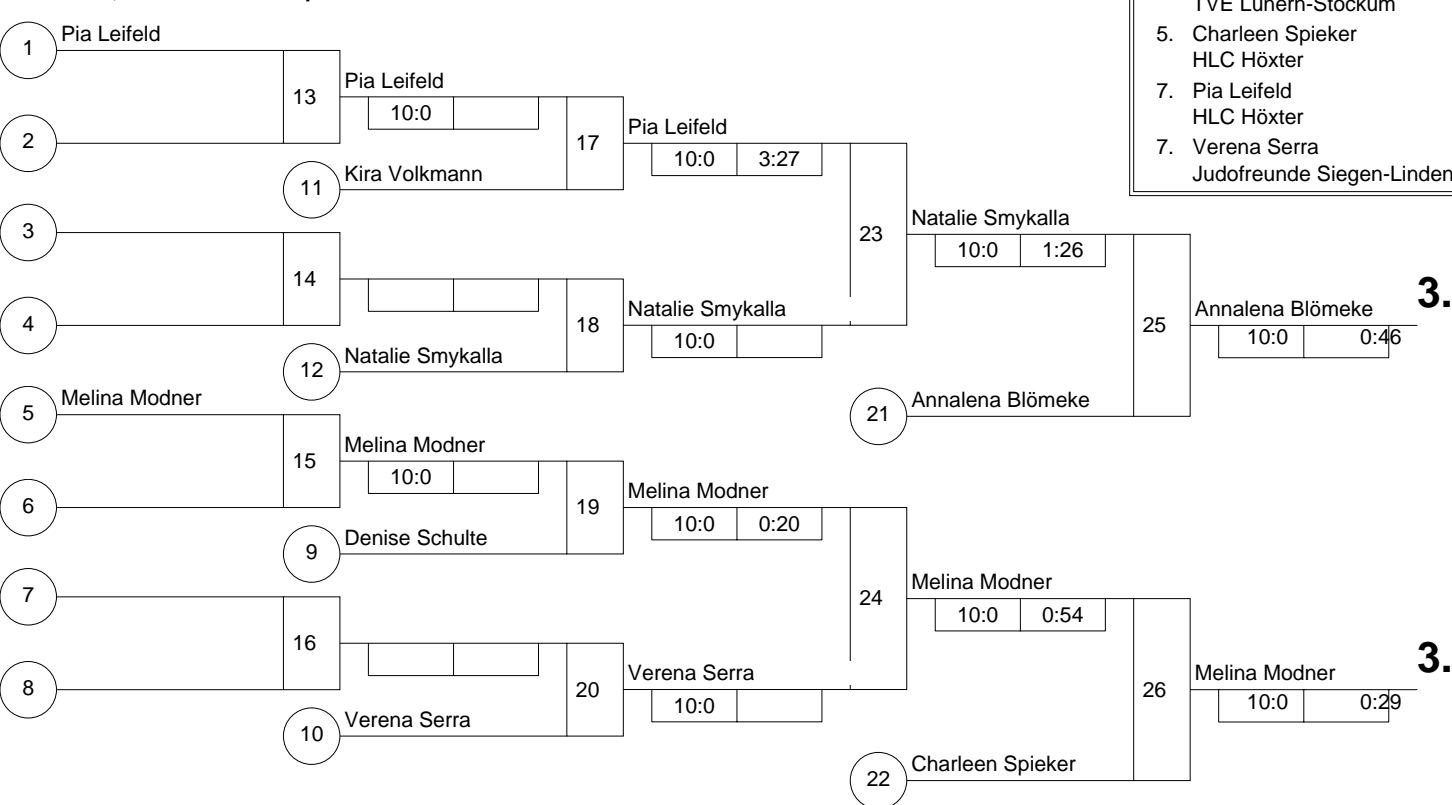 TVE Lünern-Stockum
5. Charleen Spieker
HLC Höxter
7. Pia Leifeld
HLC Höxter
7. Verena Serra
Judofreunde Siegen-Linden
1 Pia Leifeld
13 Pia Leifeld
10:0
2
17 Pia Leifeld
10:0 3:27
11 Kira Volkmann
3
23 Natalie Smykalla
10:0 1:26
14
4
18 Natalie Smykalla
10:0
12 Natalie Smykalla
25 Annalena Blömeke 3.
10:0 0:46
21 Annalena Blömeke
5 Melina Modner
15 Melina Modner
10:0
6
19 Melina Modner
10:0 0:20
9 Denise Schulte
7
24 Melina Modner
10:0 0:54
16
8
20 Verena Serra
10:0
10 Verena Serra
26 Melina Modner 3.
10:0 0:29
22 Charleen Spieker